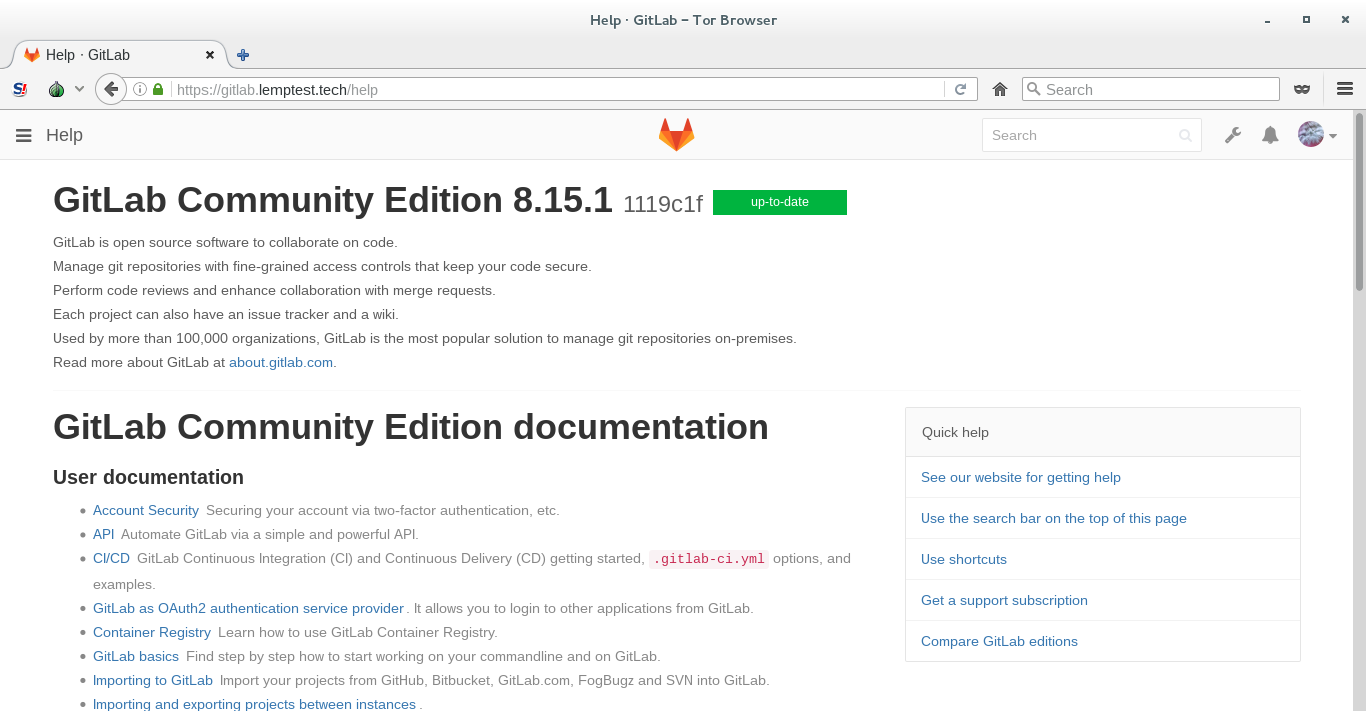 Help · GitLab – Tor Browser
Help · GitLab
https://gitlab.lemptest.tech/help
Search
Help
Search
GitLab Community Edition 8.15.1 1119c1f up-to-date
GitLab is open source software to collaborate on code.
Manage git repositories with fine-grained access controls that keep your code secure.
Perform code reviews and enhance collaboration with merge requests.
Each project can also have an issue tracker and a wiki.
Used by more than 100,000 organizations, GitLab is the most popular solution to manage git repositories on-premises.
Read more about GitLab at about.gitlab.com.
GitLab Community Edition documentation
User documentation
• Account Security Securing your account via two-factor authentication, etc.
• API Automate GitLab via a simple and powerful API.
• CI/CD GitLab Continuous Integration (CI) and Continuous Delivery (CD) getting started, .gitlab-ci.yml options, and
examples.
• GitLab as OAuth2 authentication service provider. It allows you to login to other applications from GitLab.
• Container Registry Learn how to use GitLab Container Registry.
• GitLab basics Find step by step how to start working on your commandline and on GitLab.
• Importing to GitLab Import your projects from GitHub, Bitbucket, GitLab.com, FogBugz and SVN into GitLab.
• Importing and exporting projects between instances.
Quick help
See our website for getting help
Use the search bar on the top of this page
Use shortcuts
Get a support subscription
Compare GitLab editions